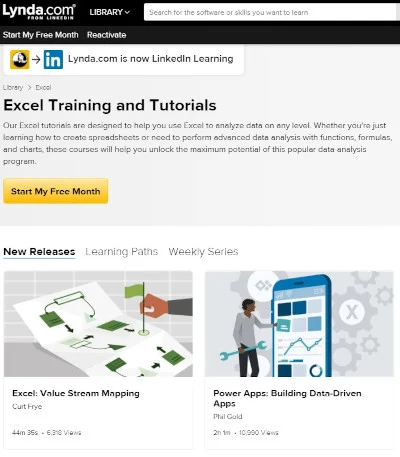 Lynda.com®
FROM LINKEDIN
LIBRARY
Search for the software or skills you want to learn
Start My Free Month Reactivate
in Lynda.com is now LinkedIn Learning
Library > Excel
Excel Training and Tutorials
Our Excel tutorials are designed to help you use Excel to analyze data on any level. Whether you're just
learning how to create spreadsheets or need to perform advanced data analysis with functions, formulas,
and charts, these courses will help you unlock the maximum potential of this popular data analysis
program.
Start My Free Month
New Releases Learning Paths Weekly Series
Excel: Value Stream Mapping
Curt Frye
44m 35s • 6,318 Views
X
Power Apps: Building Data-Driven
Apps
Phil Gold
2h 1m • 10,990 Views